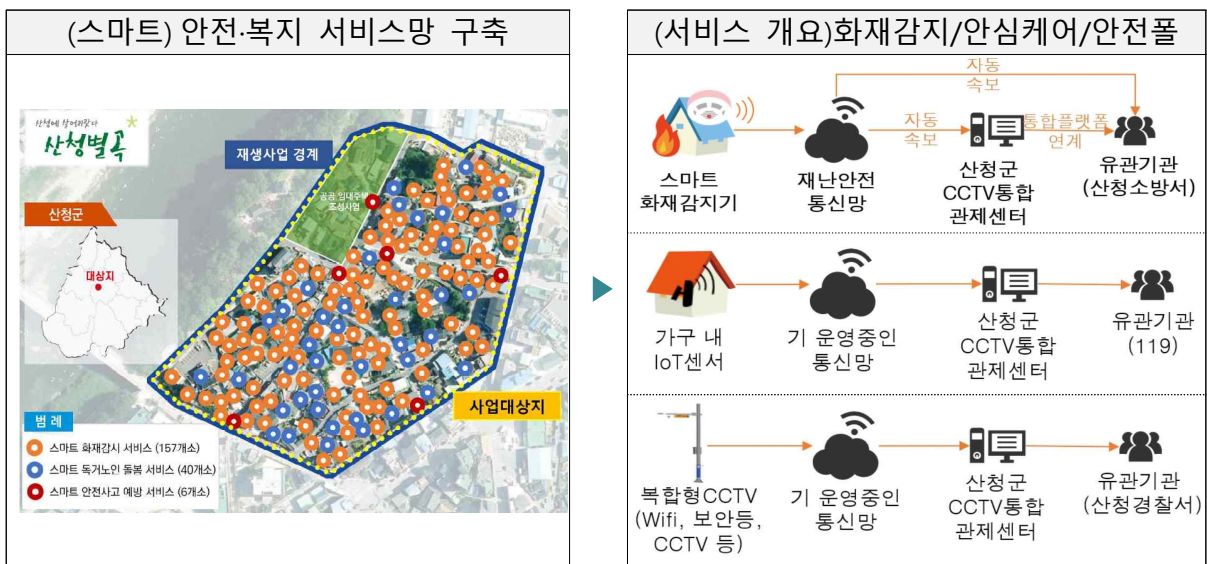 (스마트) 안전·복지 서비스망 구축
산청에 살어리랏다
산청별곡
재생사업 경계
공공 임대주택
조성사업
산청군
대상지
사업대상지
범 례
스마트 화재감시 서비스 (157개소)
스마트 독거노인 돌봄 서비스 (40개소)
스마트 안전사고 예방 서비스 (6개소)
(서비스 개요)화재감지/안심케어/안전폴
자동
속보
자동
속보
통합플랫폼
연계
스마트
화재감지기
재난안전
통신망
산청군
CCTV통합
관제센터
유관기관
(산청소방서)
가구 내
IoT센서
기 운영중인
통신망
산청군
CCTV통합
관제센터
유관기관
(119)
복합형CCTV
(Wifi, 보안등,
CCTV 등)
기 운영중인
통신망
산청군
CCTV통합
관제센터
유관기관
(산청경찰서)